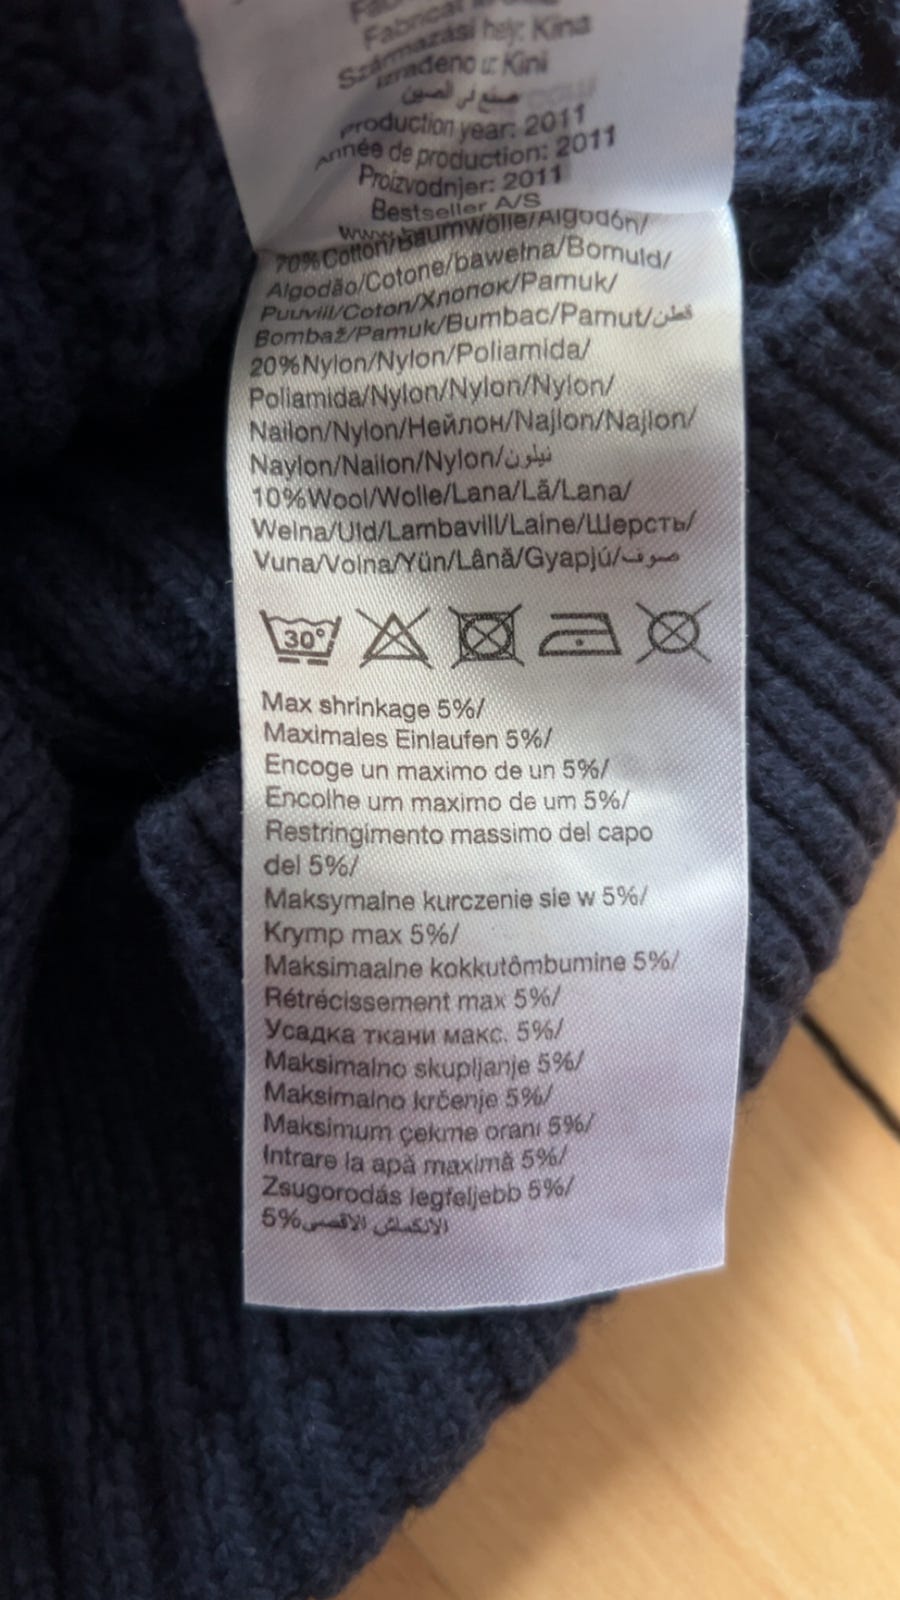 Származási hely: Kina
Izradeno u: Kini
صنع في الصين
Production year: 2011
Année de production: 2011
Proizvodnjer: 2011
Bestseller A/S
70%Cotton/Baumwolle/Algodón/
Algodão/Cotone/bawełna/Bomuld/
Puuvill/Coton/Хлопок/Pamuk/
Bombaž/Pamuk/Bumbac/Pamut/قطن
20%Nylon/Nylon/Poliamida/
Poliamida/Nylon/Nylon/Nylon/
Nailon/Nylon/Нейлон/Najlon/Najlon/
Naylon/Nailon/Nylon/نيلون
10%Wool/Wolle/Lana/Lã/Lana/
Wełna/Uld/Lambavill/Laine/Шерсть/
Vuna/Volna/Yün/Lână/Gyapjú/صوف
30°
Max shrinkage 5%/
Maximales Einlaufen 5%/
Encoge un maximo de un 5%/
Encolhe um maximo de um 5%/
Restringimento massimo del capo
del 5%/
Maksymalne kurczenie sie w 5%/
Krymp max 5%/
Maksimaalne kokkutômbumine 5%/
Rétrécissement max 5%/
Усадка ткани макс. 5%/
Maksimalno skupljanje 5%/
Maksimalno krčenje 5%/
Maksimum çekme oranı 5%/
Intrare la apă maximă 5%/
Zsugorodás legfeljebb 5%/
الانكماش الاقصى5%